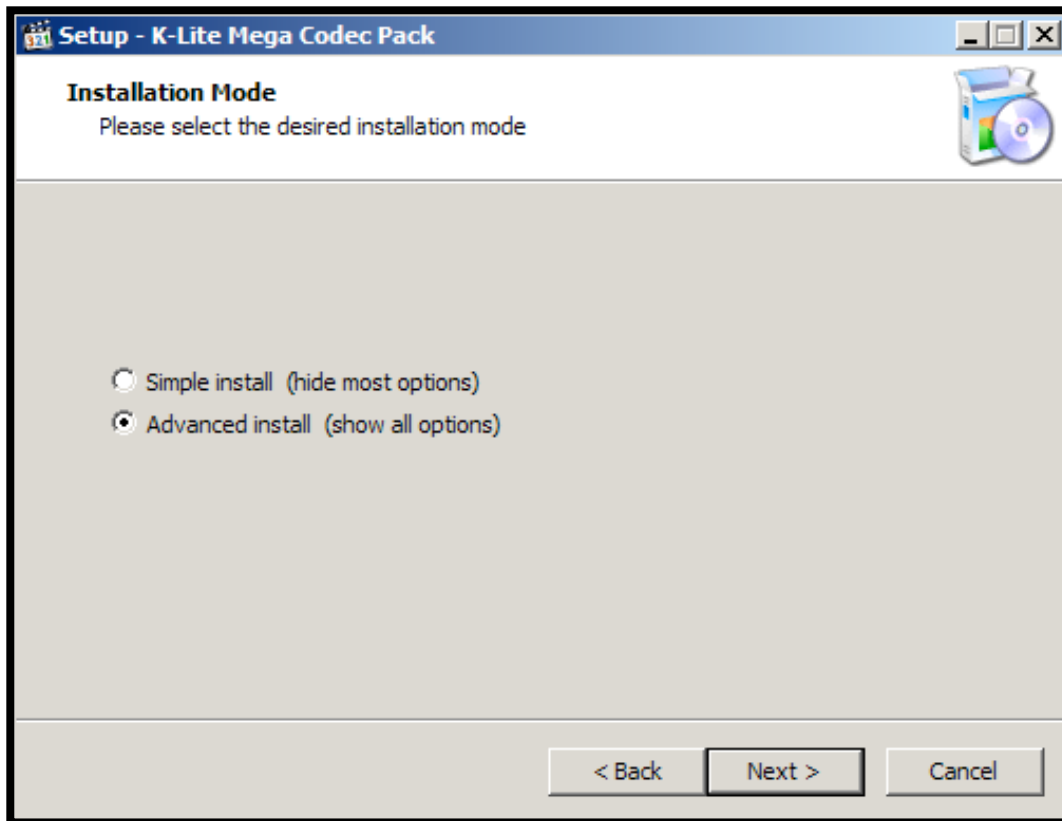 Setup - K-Lite Mega Codec Pack
Installation Mode
Please select the desired installation mode
Simple install (hide most options)
Advanced install (show all options)
< Back
Next >
Cancel